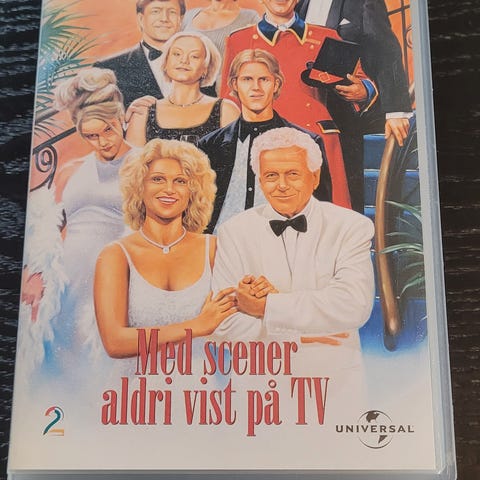 Med scener
aldri vist på TV
2
UNIVERSAL